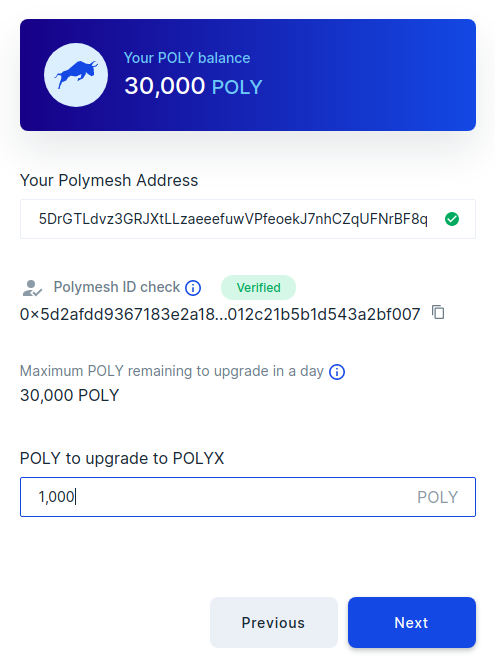 Your POLY balance
30,000 POLY
Your Polymesh Address
5DrGTLdvz3GRJXtLLzaeeefuwVPfeoekJ7nhCZqUFNrBF8q
Polymesh ID check Verified
0×5d2afdd9367183e2a18...012c21b5b1d543a2bf007
Maximum POLY remaining to upgrade in a day
30,000 POLY
POLY to upgrade to POLYX
1,000 POLY
Previous Next